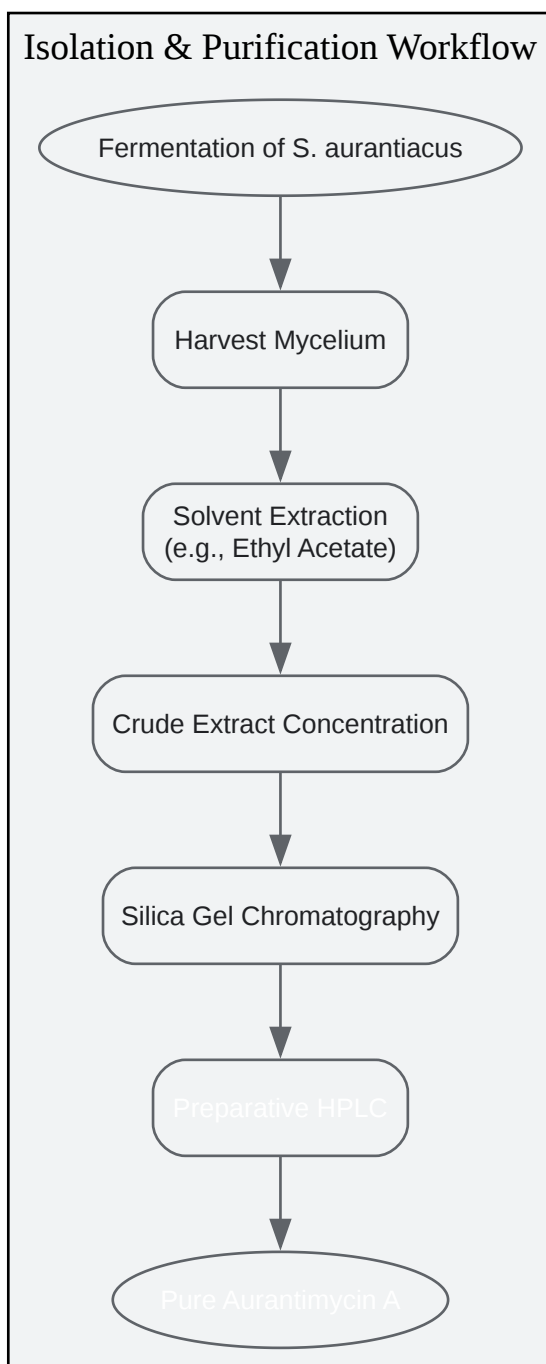 Isolation & Purification Workflow
Fermentation of S. aurantiacus
Harvest Mycelium
Solvent Extraction
(e.g., Ethyl Acetate)
Crude Extract Concentration
Silica Gel Chromatography
Preparative HPLC
Pure Aurantimycin A